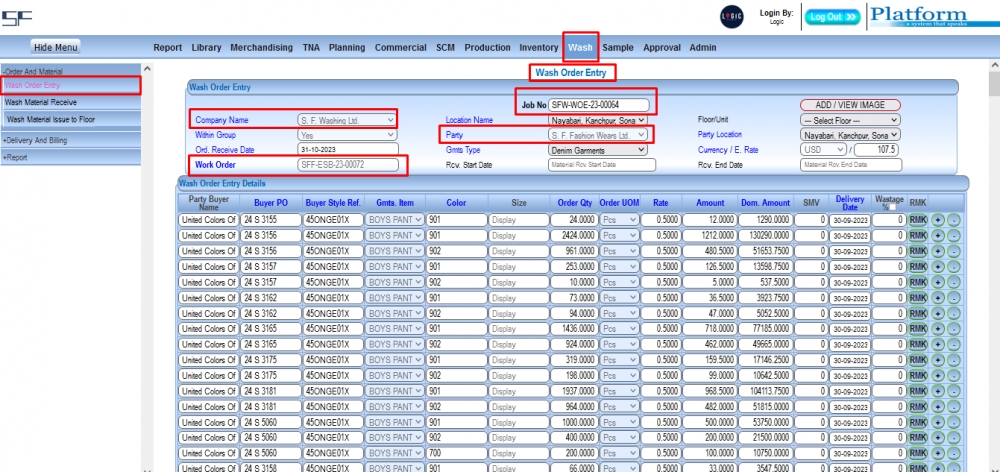 SF
LOGIC
Login By:
Logic
Log Out
Platform
a system that speaks
Hide Menu
Report Library Merchandising TNA Planning Commercial SCM Production Inventory Wash Sample Approval Admin
-Order And Material
Wash Order Entry
Wash Material Receive
Wash Material Issue to Floor
+Delivery And Billing
+Report
Wash Order Entry
Wash Order Entry
Job No SFW-WOE-23-00064
ADD / VIEW IMAGE
Company Name S. F. Washing Ltd. Location Name Nayabari, Kanchpur, Sona Floor/Unit --- Select Floor ---
Within Group Yes Party S. F. Fashion Wears Ltd. Party Location Nayabari, Kanchpur, Sona
Ord. Receive Date 31-10-2023 Gmts Type Denim Garments Currency / E. Rate USD / 107.5
Work Order SFF-ESB-23-00072 Rcv. Start Date Material Rcv. Start Date Rcv. End Date Material Rcv. End Date
Wash Order Entry Details
Party Buyer Name Buyer PO Buyer Style Ref. Gmts. Item Color Size Order Qty Order UOM Rate Amount Dom. Amount SMV Delivery Date Wastage % RMK
United Colors Of 24 S 3155 45ONGE01X BOYS PANT 901 Display 24.0000 Pcs 0.5000 12.0000 1290.0000 0 30-09-2023 0 RMK + -
United Colors Of 24 S 3156 45ONGE01X BOYS PANT 901 Display 2424.0000 Pcs 0.5000 1212.0000 130290.0000 0 30-09-2023 0 RMK + -
United Colors Of 24 S 3156 45ONGE01X BOYS PANT 902 Display 961.0000 Pcs 0.5000 480.5000 51653.7500 0 30-09-2023 0 RMK + -
United Colors Of 24 S 3157 45ONGE01X BOYS PANT 901 Display 253.0000 Pcs 0.5000 126.5000 13598.7500 0 30-09-2023 0 RMK + -
United Colors Of 24 S 3157 45ONGE01X BOYS PANT 902 Display 10.0000 Pcs 0.5000 5.0000 537.5000 0 30-09-2023 0 RMK + -
United Colors Of 24 S 3162 45ONGE01X BOYS PANT 901 Display 73.0000 Pcs 0.5000 36.5000 3923.7500 0 30-09-2023 0 RMK + -
United Colors Of 24 S 3162 45ONGE01X BOYS PANT 902 Display 94.0000 Pcs 0.5000 47.0000 5052.5000 0 30-09-2023 0 RMK + -
United Colors Of 24 S 3165 45ONGE01X BOYS PANT 901 Display 1436.0000 Pcs 0.5000 718.0000 77185.0000 0 30-09-2023 0 RMK + -
United Colors Of 24 S 3165 45ONGE01X BOYS PANT 902 Display 924.0000 Pcs 0.5000 462.0000 49665.0000 0 30-09-2023 0 RMK + -
United Colors Of 24 S 3175 45ONGE01X BOYS PANT 901 Display 319.0000 Pcs 0.5000 159.5000 17146.2500 0 30-09-2023 0 RMK + -
United Colors Of 24 S 3175 45ONGE01X BOYS PANT 902 Display 198.0000 Pcs 0.5000 99.0000 10642.5000 0 30-09-2023 0 RMK + -
United Colors Of 24 S 3181 45ONGE01X BOYS PANT 901 Display 1937.0000 Pcs 0.5000 968.5000 104113.7500 0 30-09-2023 0 RMK + -
United Colors Of 24 S 3181 45ONGE01X BOYS PANT 902 Display 964.0000 Pcs 0.5000 482.0000 51815.0000 0 30-09-2023 0 RMK + -
United Colors Of 24 S 5060 45ONGE01X BOYS PANT 901 Display 1000.0000 Pcs 0.5000 500.0000 53750.0000 0 30-09-2023 0 RMK + -
United Colors Of 24 S 5060 45ONGE01X BOYS PANT 902 Display 400.0000 Pcs 0.5000 200.0000 21500.0000 0 30-09-2023 0 RMK + -
United Colors Of 24 S 5060 45ONGE01X BOYS PANT 700 Display 200.0000 Pcs 0.5000 100.0000 10750.0000 0 30-09-2023 0 RMK + -
United Colors Of 24 S 3158 45ONGE01X BOYS PANT 901 Display 66.0000 Pcs 0.5000 33.0000 3547.5000 0 30-09-2023 0 RMK + -